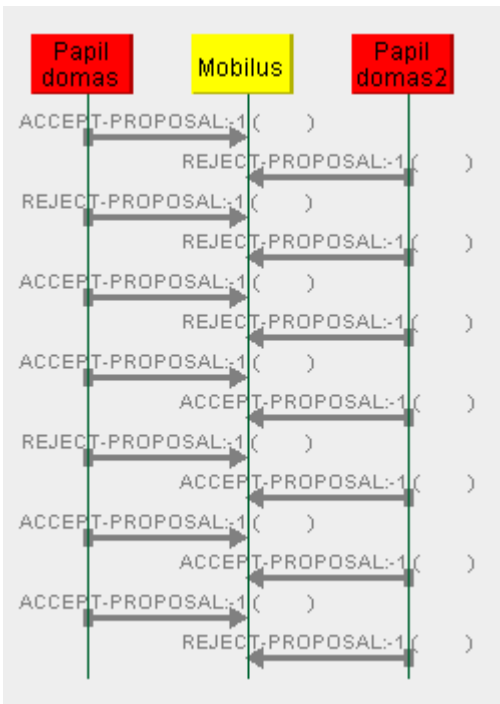 Papil
domas
Mobilus
Papil
domas2
ACCEPT-PROPOSAL:-1 ( )
REJECT-PROPOSAL:-1 ( )
REJECT-PROPOSAL:-1 ( )
REJECT-PROPOSAL:-1 ( )
ACCEPT-PROPOSAL:-1 ( )
REJECT-PROPOSAL:-1 ( )
ACCEPT-PROPOSAL:-1 ( )
ACCEPT-PROPOSAL:-1 ( )
REJECT-PROPOSAL:-1 ( )
ACCEPT-PROPOSAL:-1 ( )
ACCEPT-PROPOSAL:-1 ( )
ACCEPT-PROPOSAL:-1 ( )
ACCEPT-PROPOSAL:-1 ( )
REJECT-PROPOSAL:-1 ( )